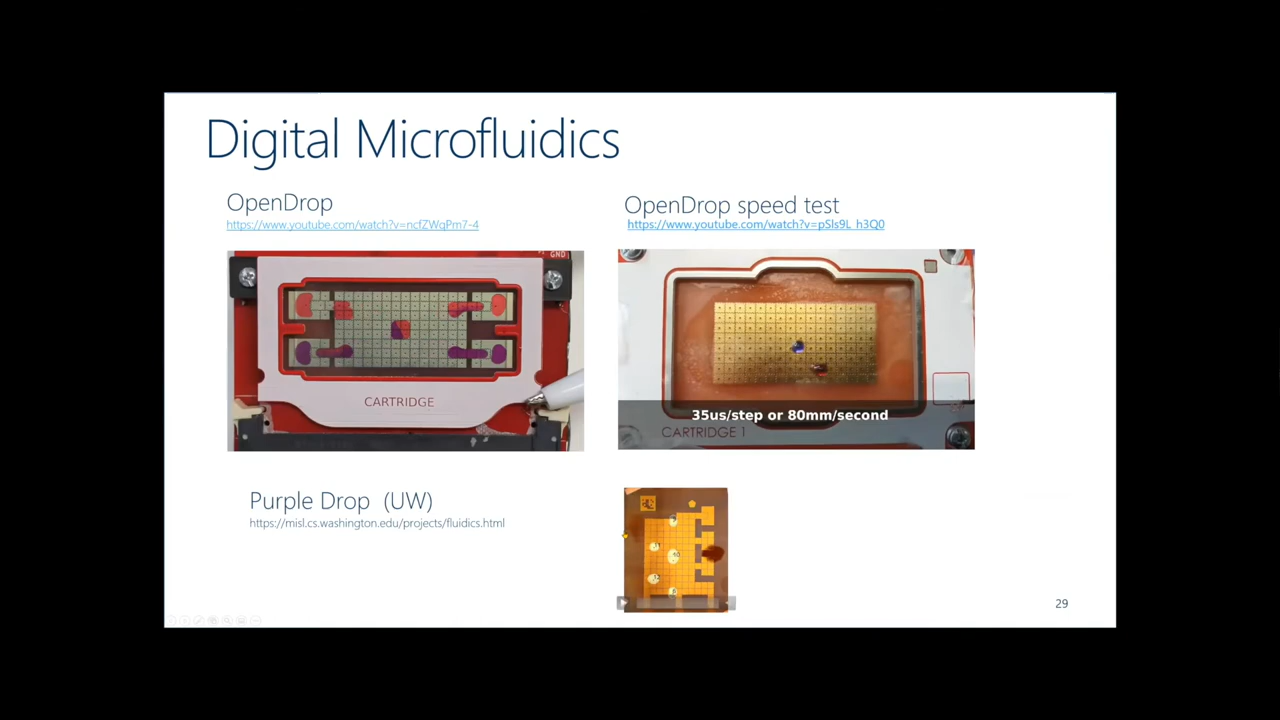 Digital Microfluidics
OpenDrop
https://www.youtube.com/watch?v=ncfZWqPm7-4
OpenDrop speed test
https://www.youtube.com/watch?v=pSls9L_h3Q0
GND
CARTRIDGE
35us/step or 80mm/second
CARTRIDGE 1
Purple Drop (UW)
https://misl.cs.washington.edu/projects/fluidics.html
29